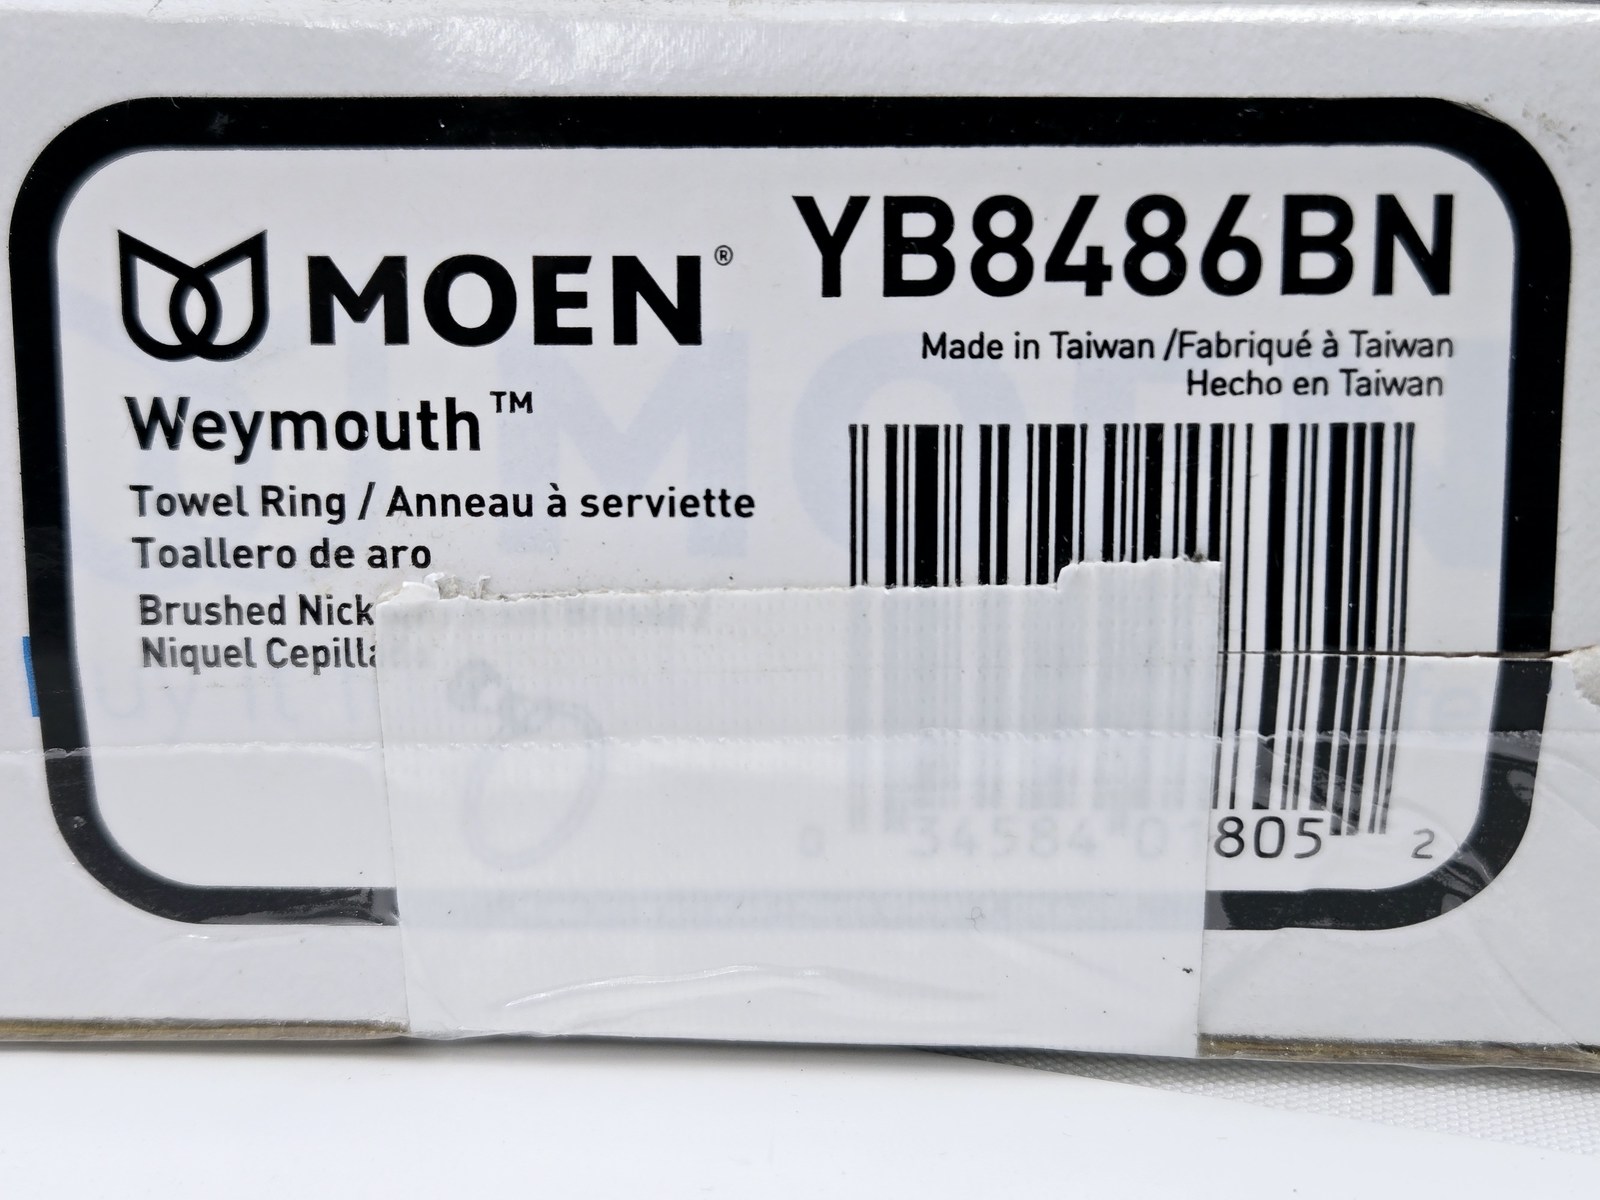 MOEN®
YB8486BN
Made in Taiwan /Fabriqué à Taiwan
Hecho en Taiwan
Weymouth™
Towel Ring / Anneau à serviette
Toallero de aro
Brushed Nick
Niquel Cepilla
0 34584 01805 2